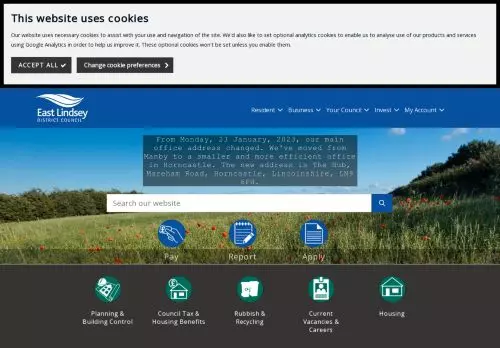 This website uses cookies
Our website uses necessary cookies to assist with your use and navigation of the site. We'd also like to set optional analytics cookies to enable us to analyse use of our products and services
using Google Analytics in order to help us improve it. These optional cookies won't be set unless you enable them.
ACCEPT ALL
Change cookie preferences
East Lindsey
DISTRICT COUNCIL
Resident
Business
Your Council
Invest
My Account
From Monday, 23 January, 2023, our main
office address changed. We've moved from
Manby to a smaller and more efficient office
in Horncastle. The new address is The Hub,
Mareham Road, Horncastle, Lincolnshire, LN9
6PH.
Search our website
Pay
Report
Apply
Planning &
Building Control
Council Tax &
Housing Benefits
Rubbish &
Recycling
Current
Vacancies &
Careers
Housing